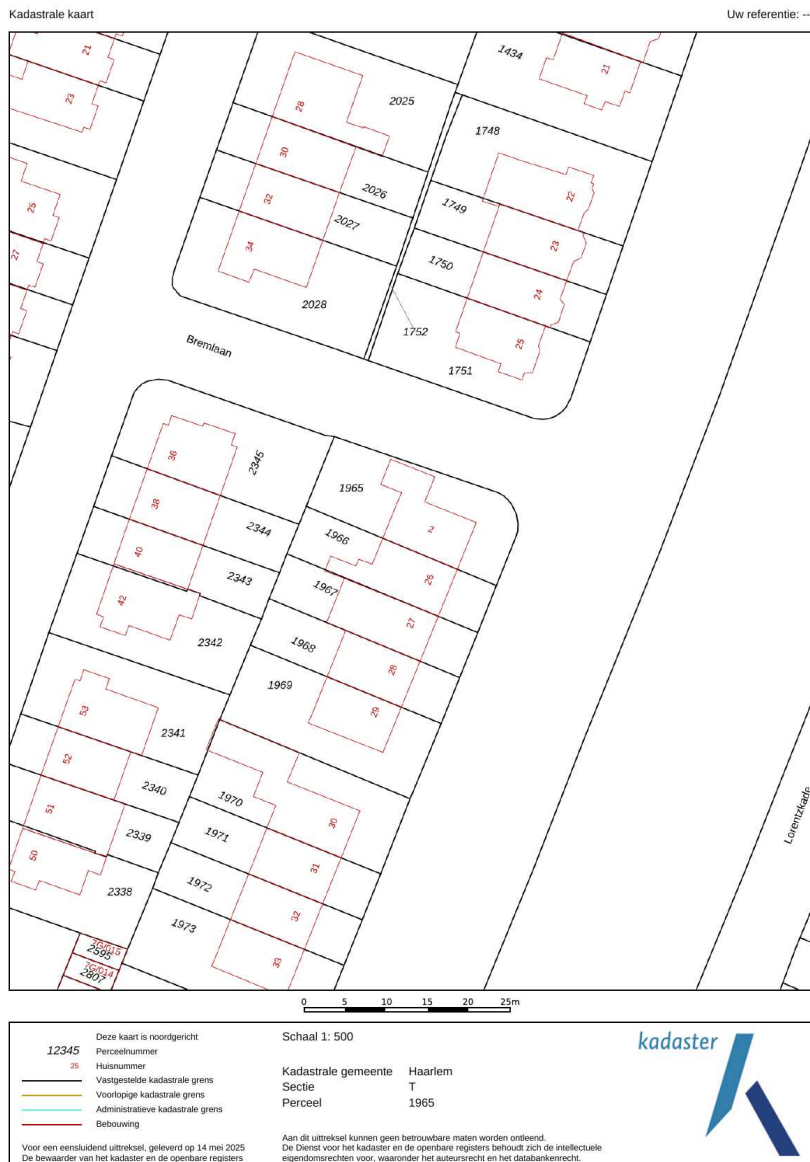 Kadastrale kaart
Uw referentie: --
21
23
25
27
28
2025
30
2026
32
2027
34
2028
1434
21
1748
22
1749
23
1750
24
1752
25
1751
Bremlaan
36
2345
38
2344
40
2343
42
2342
1965
2
1966
26
1967
27
1968
28
1969
29
53
2341
52
2340
51
2339
50
2338
1970
30
1971
31
1972
32
1973
33
2G/015
2595
2G/014
2807
Lorentzkade
0 5 10 15 20 25m
Deze kaart is noordgericht
12345 Perceelnummer
25 Huisnummer
Vastgestelde kadastrale grens
Voorlopige kadastrale grens
Administratieve kadastrale grens
Bebouwing
Voor een eensluidend uittreksel, geleverd op 14 mei 2025
De bewaarder van het kadaster en de openbare registers
Schaal 1: 500
Kadastrale gemeente Haarlem
Sectie T
Perceel 1965
Aan dit uittreksel kunnen geen betrouwbare maten worden ontleend.
De Dienst voor het kadaster en de openbare registers behoudt zich de intellectuele
eigendomsrechten voor, waaronder het auteursrecht en het databankenrecht.
kadaster